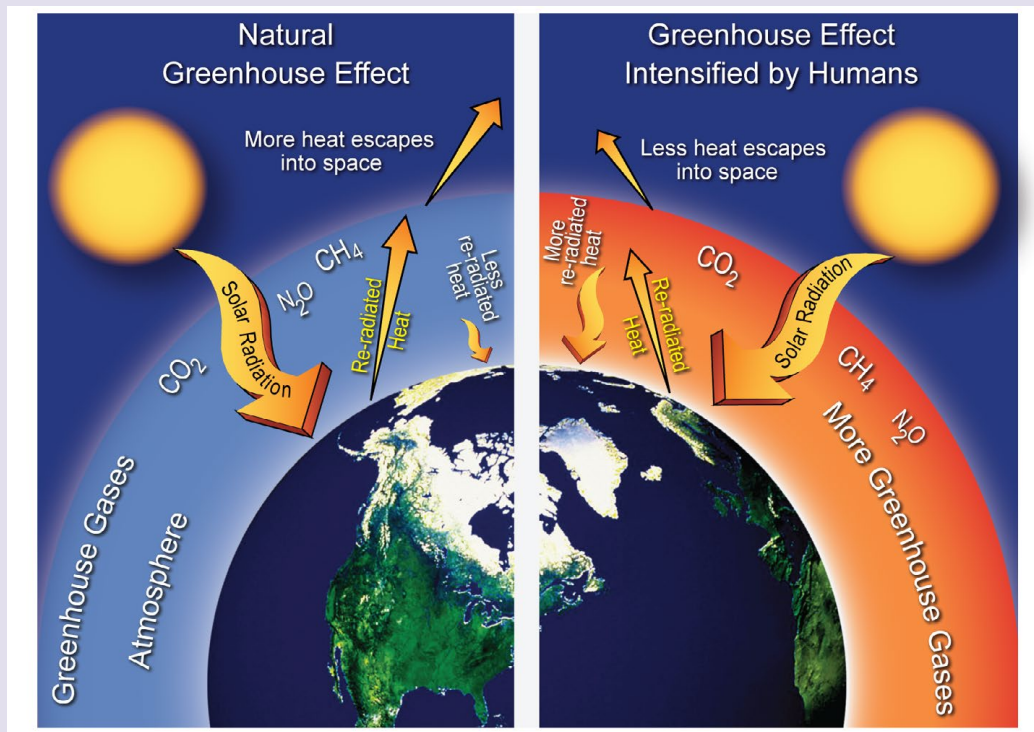 Natural
Greenhouse Effect
More heat escapes
into space
CH₄
N₂O
CO₂
Solar Radiation
Re-radiated
Heat
Less
re-radiated
heat
Greenhouse Gases
Atmosphere
Greenhouse Effect
Intensified by Humans
Less heat escapes
into space
More
re-radiated
heat
CO₂
Re-radiated
Heat
Solar Radiation
CH₄
N₂O
More Greenhouse Gases